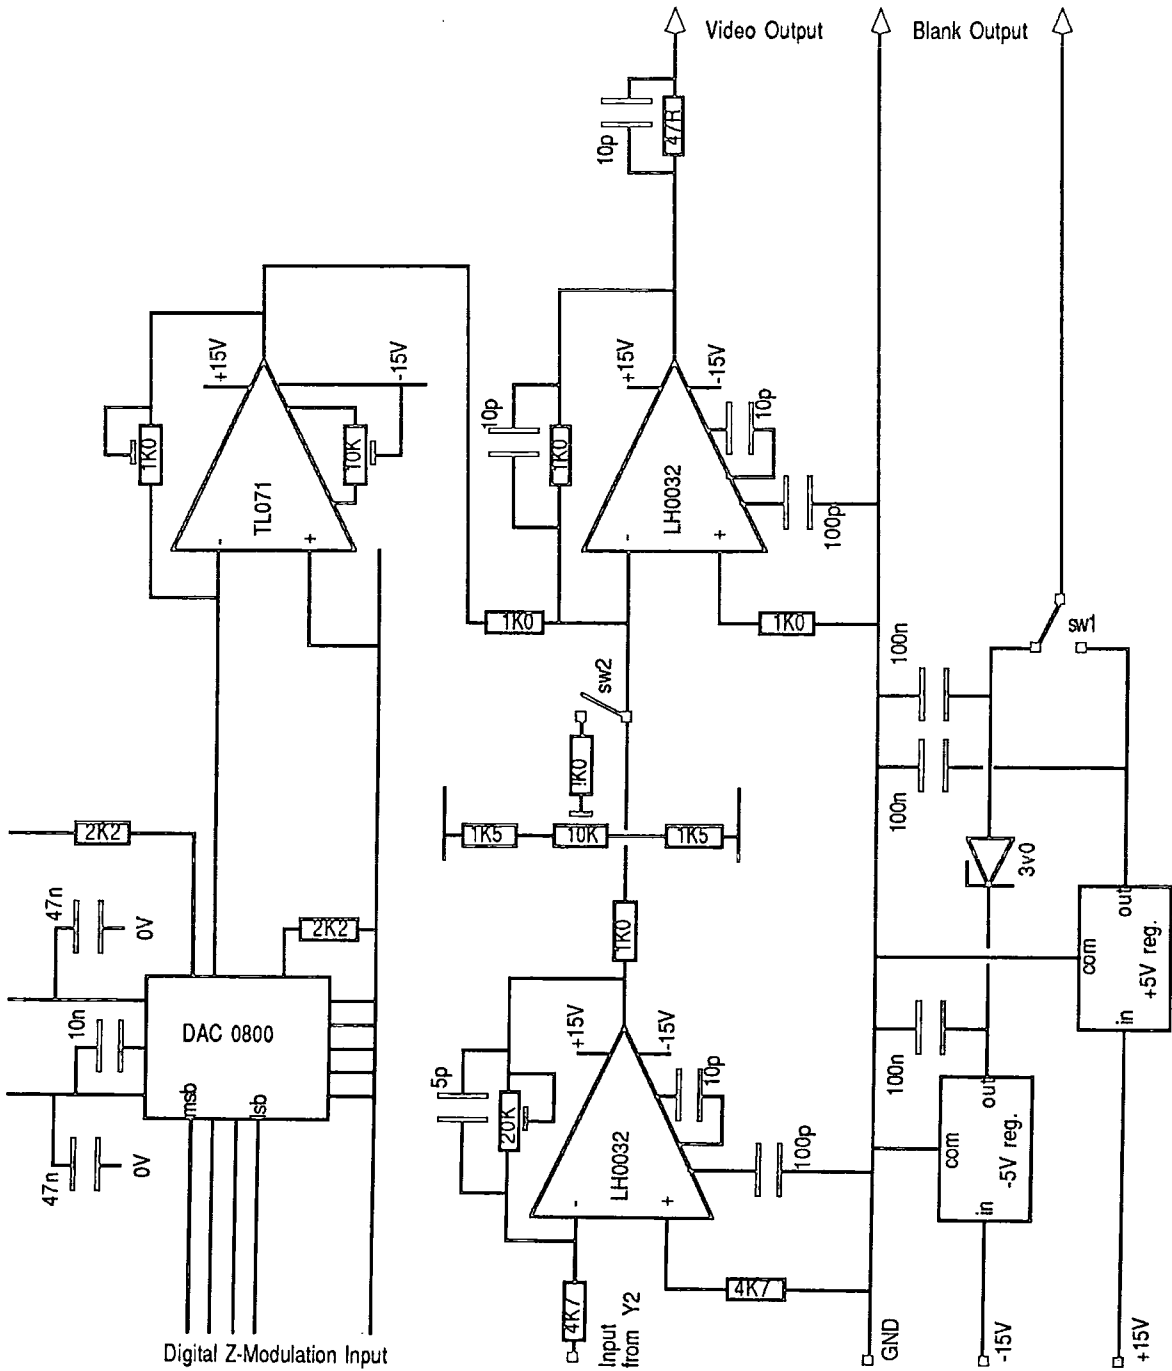 Video Output
Blank Output
10p
47R
+15V
-15V
1K0
10K
TL071
-
+
10p
1K0
+15V
-15V
10p
LH0032
-
+
100p
1K0
1K0
sw2
sw1
100n
100n
1K0
1K5
10K
1K5
3v0
2K2
47n
0V
2K2
10n
DAC 0800
msb
lsb
47n
0V
1K0
5p
20K
+15V
-15V
10p
LH0032
-
+
100p
4K7
4K7
100n
out
com
+5V reg.
in
out
com
-5V reg.
in
Digital Z-Modulation Input
Input
from Y2
GND
-15V
+15V